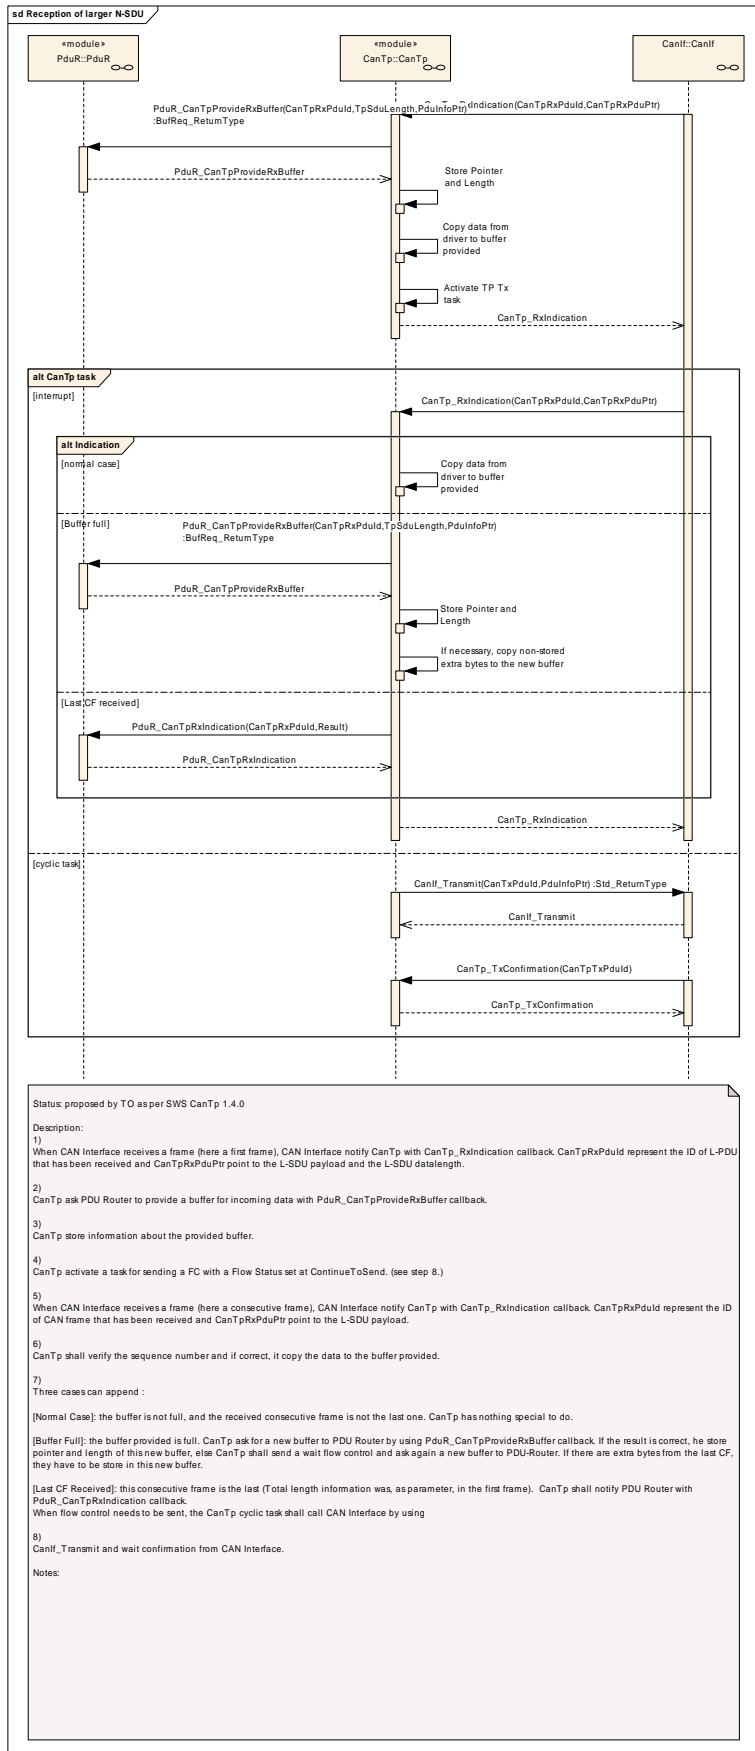 sd Reception of larger N-SDU
«module»
PduR::PduR
«module»
CanTp::CanTp
CanIf::CanIf
PduR_CanTpProvideRxBuffer(CanTpRxPduId,TpSduLength,PduInfoPtr)
:BufReq_ReturnType
RxIndication(CanTpRxPduId,CanTpRxPduPtr)
PduR_CanTpProvideRxBuffer
Store Pointer
and Length
Copy data from
driver to buffer
provided
Activate TP Tx
task
CanTp_RxIndication
alt CanTp task
[interrupt]
CanTp_RxIndication(CanTpRxPduId,CanTpRxPduPtr)
alt Indication
[normal case]
Copy data from
driver to buffer
provided
[Buffer full]
PduR_CanTpProvideRxBuffer(CanTpRxPduId,TpSduLength,PduInfoPtr)
:BufReq_ReturnType
PduR_CanTpProvideRxBuffer
Store Pointer and
Length
If necessary, copy non-stored
extra bytes to the new buffer
[Last CF received]
PduR_CanTpRxIndication(CanTpRxPduId,Result)
PduR_CanTpRxIndication
CanTp_RxIndication
[cyclic task]
CanIf_Transmit(CanTxPduId,PduInfoPtr) :Std_ReturnType
CanIf_Transmit
CanTp_TxConfirmation(CanTpTxPduId)
CanTp_TxConfirmation
Status: proposed by TO as per SWS CanTp 1.4.0
Description:
1)
When CAN Interface receives a frame (here a first frame), CAN Interface notify CanTp with CanTp_RxIndication callback. CanTpRxPduId represent the ID of L-PDU
that has been received and CanTpRxPduPtr point to the L-SDU payload and the L-SDU datalength.
2)
CanTp ask PDU Router to provide a buffer for incoming data with PduR_CanTpProvideRxBuffer callback.
3)
CanTp store information about the provided buffer.
4)
CanTp activate a task for sending a FC with a Flow Status set at ContinueToSend. (see step 8.)
5)
When CAN Interface receives a frame (here a consecutive frame), CAN Interface notify CanTp with CanTp_RxIndication callback. CanTpRxPduId represent the ID
of CAN frame that has been received and CanTpRxPduPtr point to the L-SDU payload.
6)
CanTp shall verify the sequence number and if correct, it copy the data to the buffer provided.
7)
Three cases can append :
[Normal Case]: the buffer is not full, and the received consecutive frame is not the last one. CanTp has nothing special to do.
[Buffer Full]: the buffer provided is full. CanTp ask for a new buffer to PDU Router by using PduR_CanTpProvideRxBuffer callback. If the result is correct, he store
pointer and length of this new buffer, else CanTp shall send a wait flow control and ask again a new buffer to PDU-Router. If there are extra bytes from the last CF,
they have to be store in this new buffer.
[Last CF Received]: this consecutive frame is the last (Total length information was, as parameter, in the first frame). CanTp shall notify PDU Router with
PduR_CanTpRxIndication callback.
When flow control needs to be sent, the CanTp cyclic task shall call CAN Interface by using
8)
CanIf_Transmit and wait confirmation from CAN Interface.
Notes: